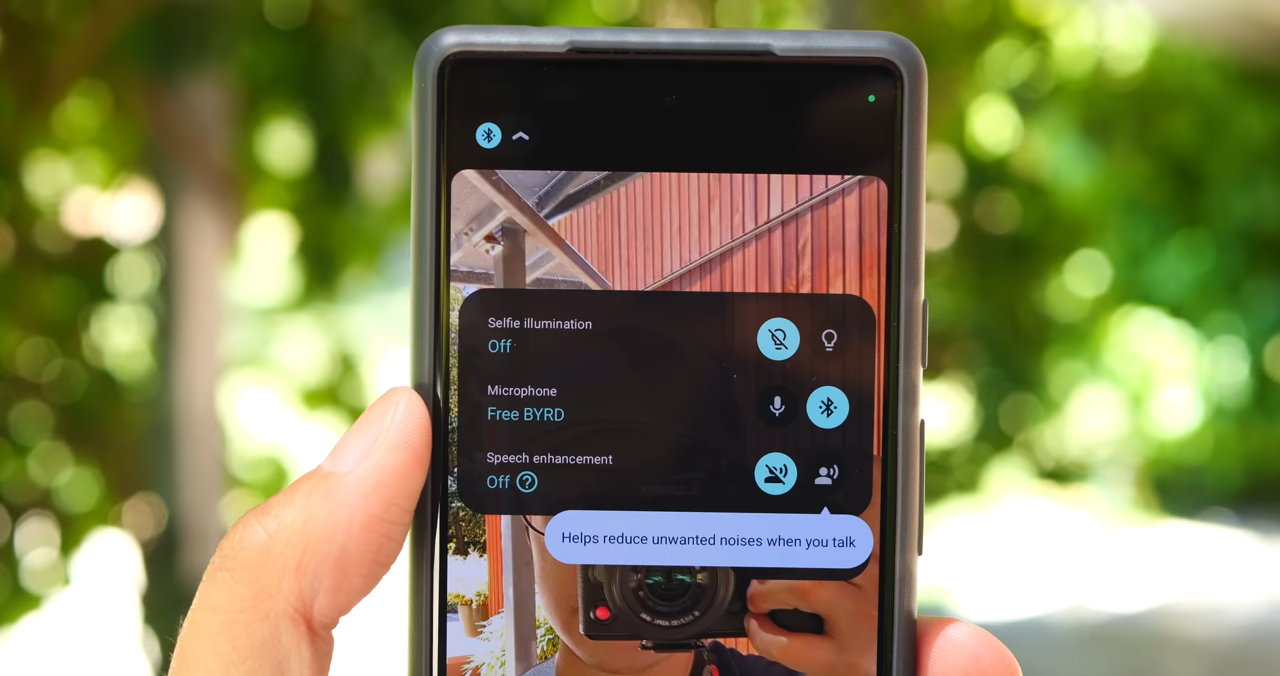 Selfie illumination
Off
Microphone
Free BYRD
Speech enhancement
Off ?
Helps reduce unwanted noises when you talk